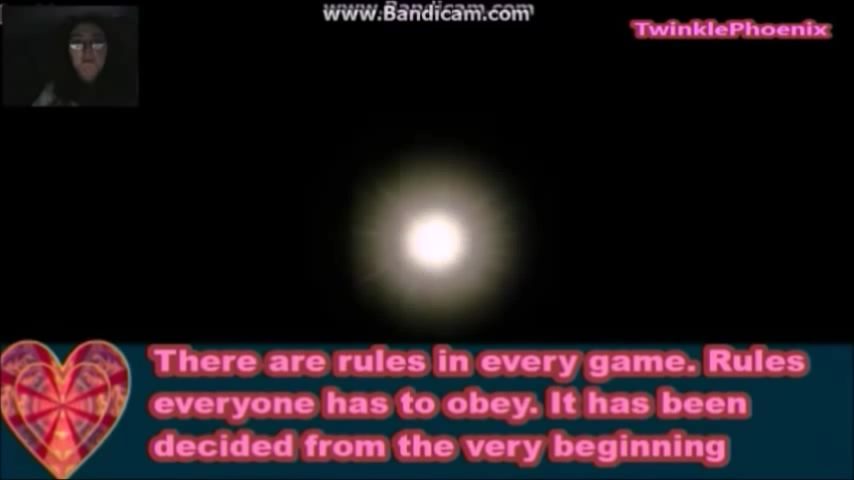 www.Bandicam.com
TwinklePhoenix
There are rules in every game. Rules
everyone has to obey. It has been
decided from the very beginning